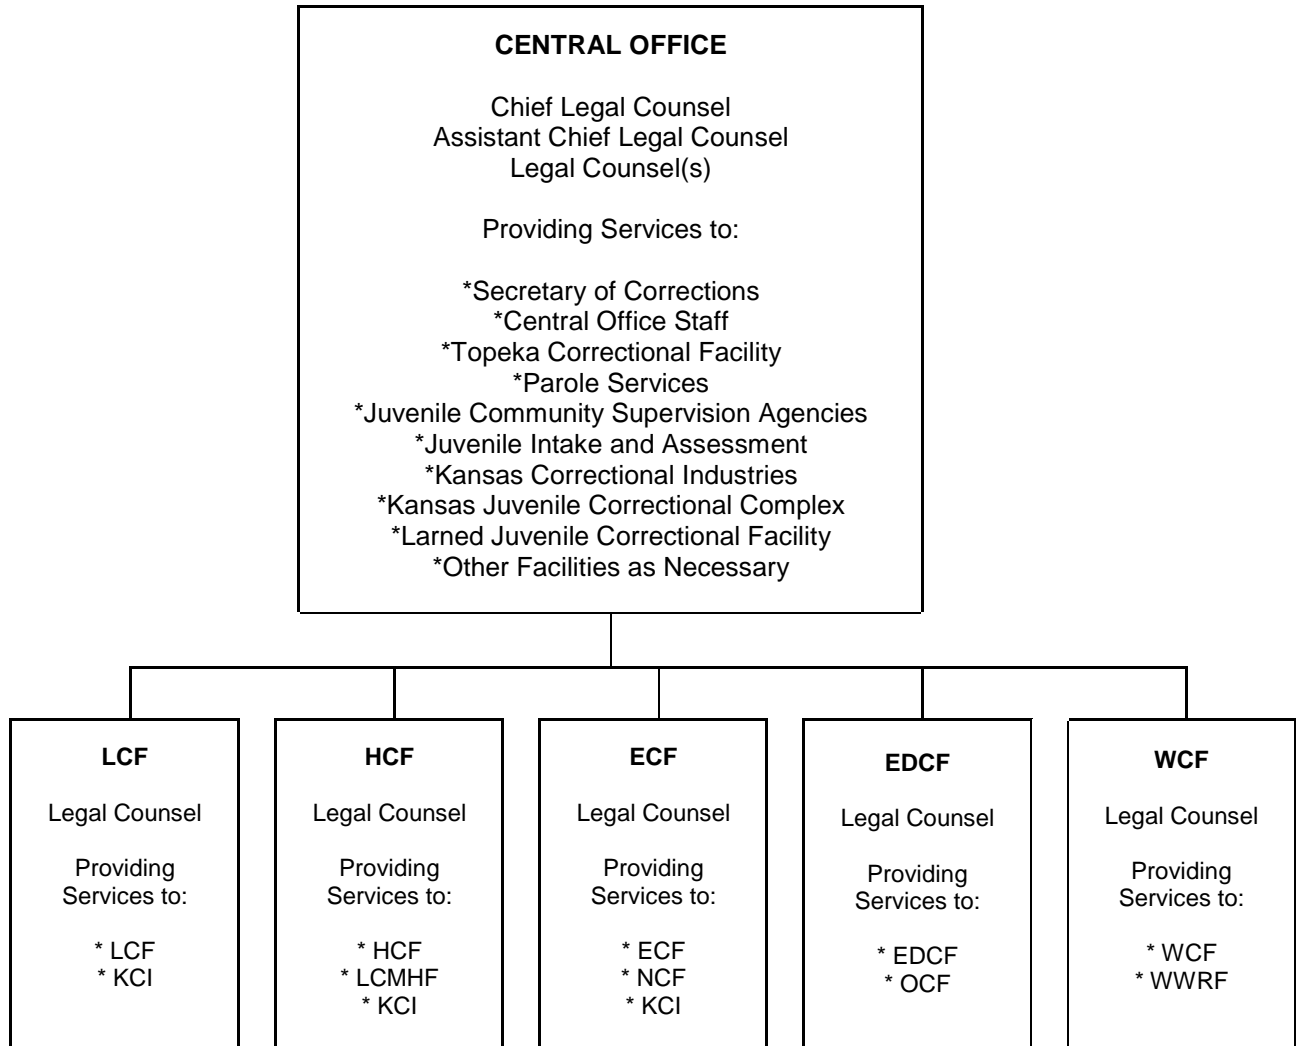 CENTRAL OFFICE
Chief Legal Counsel
Assistant Chief Legal Counsel
Legal Counsel(s)
Providing Services to:
*Secretary of Corrections
*Central Office Staff
*Topeka Correctional Facility
*Parole Services
*Juvenile Community Supervision Agencies
*Juvenile Intake and Assessment
*Kansas Correctional Industries
*Kansas Juvenile Correctional Complex
*Larned Juvenile Correctional Facility
*Other Facilities as Necessary
LCF
Legal Counsel
Providing
Services to:
* LCF
* KCI
HCF
Legal Counsel
Providing
Services to:
* HCF
* LCMHF
* KCI
ECF
Legal Counsel
Providing
Services to:
* ECF
* NCF
* KCI
EDCF
Legal Counsel
Providing
Services to:
* EDCF
* OCF
WCF
Legal Counsel
Providing
Services to:
* WCF
* WWRF